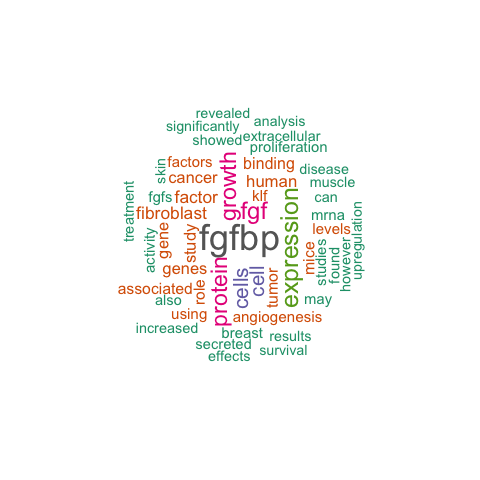 revealed
analysis
significantly
showed
extracellular
proliferation
skin
factors
binding
disease
cancer
growth
human
muscle
treatment
fgfs
factor
klf
can
fibroblast
fgf
expression
mrna
activity
gene
study
fgfbp
levels
mice
studies
found
however
upregulation
genes
protein
cells
cell
tumor
associated
role
also
may
using
angiogenesis
increased
breast
results
secreted
survival
effects